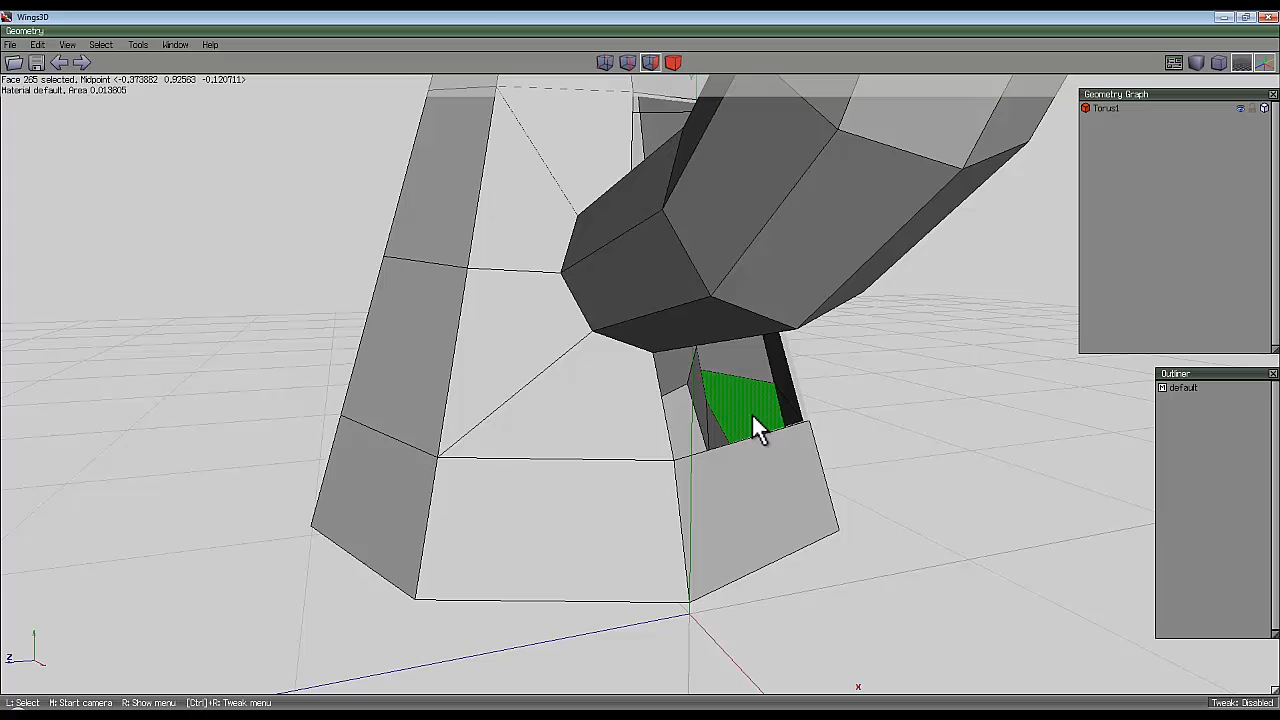 Wings3D
Geometry
File Edit View Select Tools Window Help
Face 265 selected. Midpoint <-0.373882 0.92563 -0.120711>
Material default. Area 0.013605
Geometry Graph
Torus1
Outliner
M default
Z
x
L: Select M: Start camera R: Show menu [Ctrl]+R: Tweak menu
Tweak: Disabled